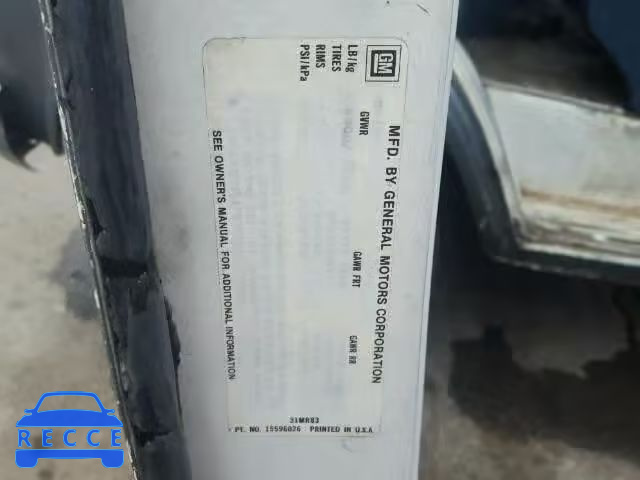 GM
MFD. BY GENERAL MOTORS CORPORATION
GVWR GAWR FRT GAWR RR
LB/kg
TIRES
RIMS
PSI/kPa
SEE OWNER'S MANUAL FOR ADDITIONAL INFORMATION
31MR83
PT. NO. 15596026 PRINTED IN U.S.A.
RECCE